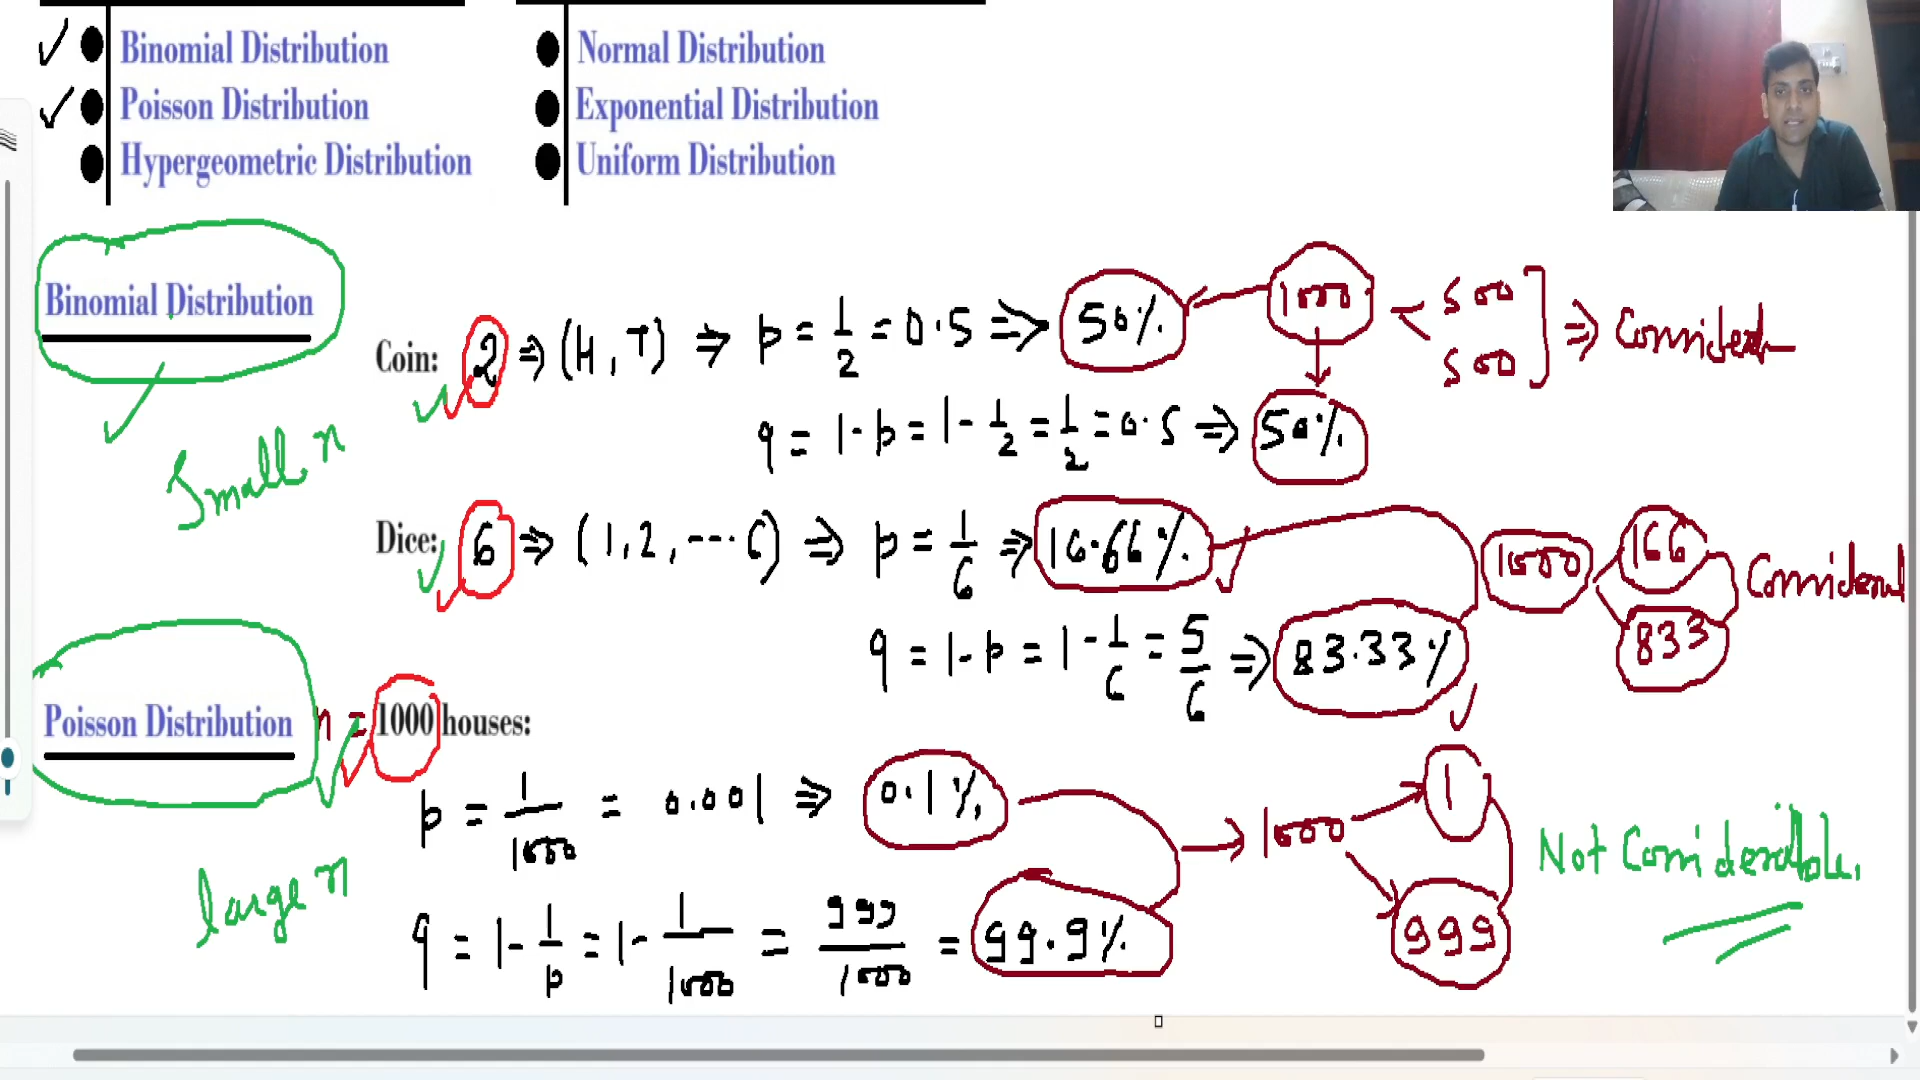 Binomial Distribution
Poisson Distribution
Hypergeometric Distribution
Normal Distribution
Exponential Distribution
Uniform Distribution
Binomial Distribution
Small n
Coin: 2 ⇒ (H, T) ⇒ p = 1/2 = 0.5 ⇒ 50% 1000 < 500 500 ] ⇒
q = 1 - p = 1 - 1/2 = 1/2 = 0.5 ⇒ 50%
Dice: 6 ⇒ (1, 2, ... 6) ⇒ p = 1/6 ⇒ 16.66% 1000 166 833
q = 1 - p = 1 - 1/6 = 5/6 ⇒ 83.33%
Poisson Distribution n = 1000 houses:
large n
p = 1/1000 = 0.001 ⇒ 0.1% → 1000 1 999 Not Considerable.
q = 1 - 1/p = 1 - 1/1000 = 999/1000 = 99.9%